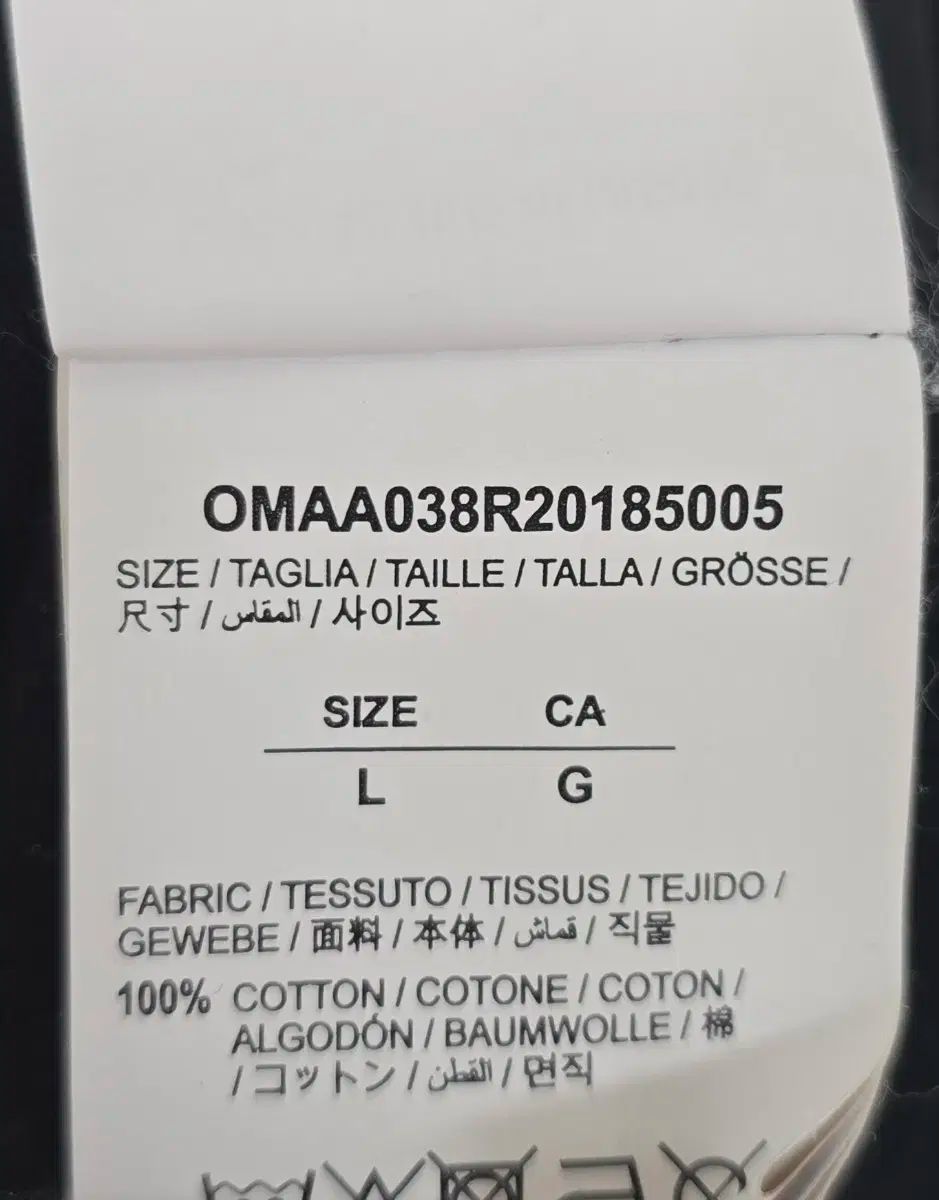 OMAA038R20185005
SIZE / TAGLIA / TAILLE / TALLA / GRÖSSE /
尺寸 / المقاس / 사이즈
SIZE CA
L G
FABRIC / TESSUTO / TISSUS / TEJIDO /
GEWEBE / 面料 / 本体 / قماش / 직물
100% COTTON / COTONE / COTON /
ALGODÓN / BAUMWOLLE / 棉
/ コットン / القطن / 면직